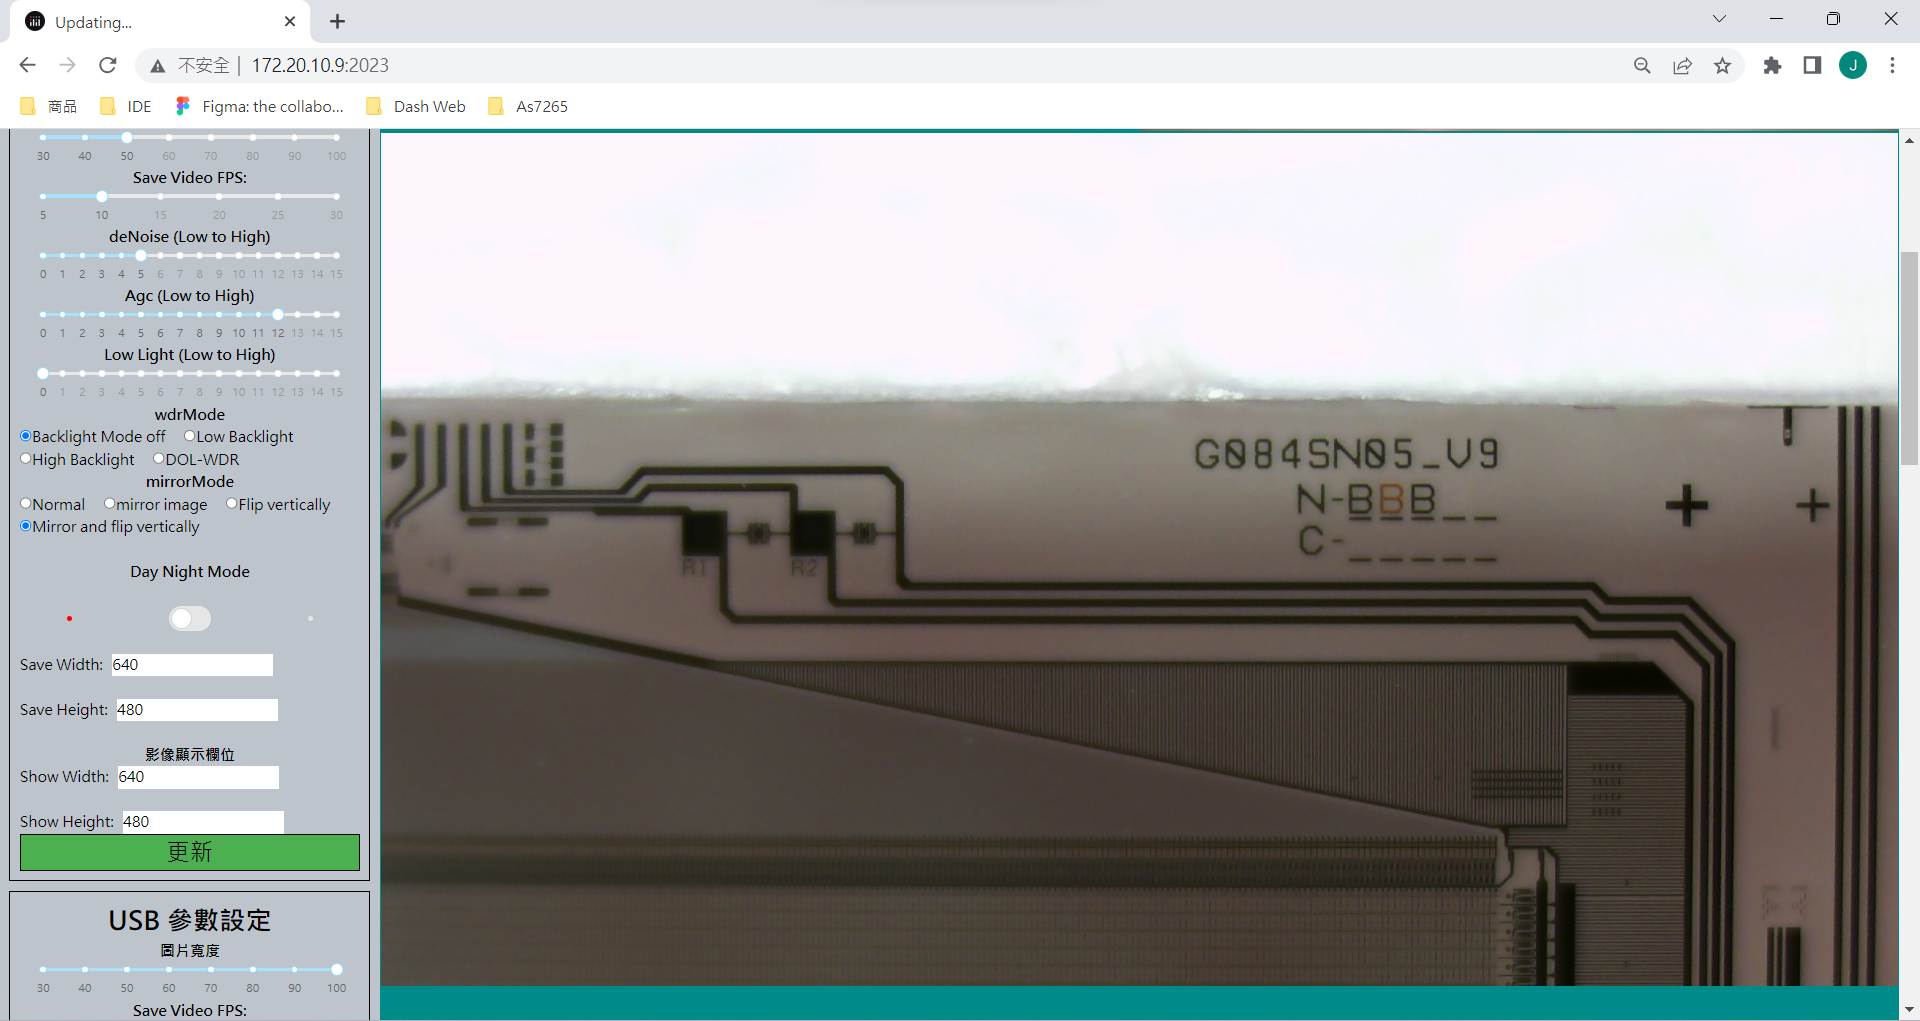 Updating...
不安全 | 172.20.10.9:2023
J
商品 IDE Figma: the collabo... Dash Web As7265
30 40 50 60 70 80 90 100
Save Video FPS:
5 10 15 20 25 30
deNoise (Low to High)
0 1 2 3 4 5 6 7 8 9 10 11 12 13 14 15
Agc (Low to High)
0 1 2 3 4 5 6 7 8 9 10 11 12 13 14 15
Low Light (Low to High)
0 1 2 3 4 5 6 7 8 9 10 11 12 13 14 15
wdrMode
Backlight Mode off Low Backlight
High Backlight DOL-WDR
mirrorMode
Normal mirror image Flip vertically
Mirror and flip vertically
Day Night Mode
Save Width: 640
Save Height: 480
影像顯示欄位
Show Width: 640
Show Height: 480
更新
USB 參數設定
圖片寬度
30 40 50 60 70 80 90 100
Save Video FPS:
G084SN05_V9
N-BBB__
C-_____
R1 R2